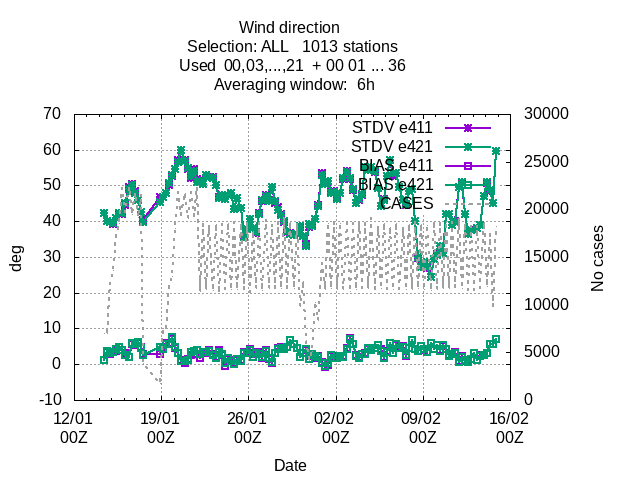 Wind direction
Selection: ALL   1013 stations
Used  00,03,...,21  + 00 01 ... 36
Averaging window:  6h
70
60
50
40
30
20
10
0
-10
deg
30000
25000
20000
15000
10000
5000
0
No cases
STDV e411
STDV e421
BIAS e411
BIAS e421
CASES
12/01 00Z
19/01 00Z
26/01 00Z
02/02 00Z
09/02 00Z
16/02 00Z
Date